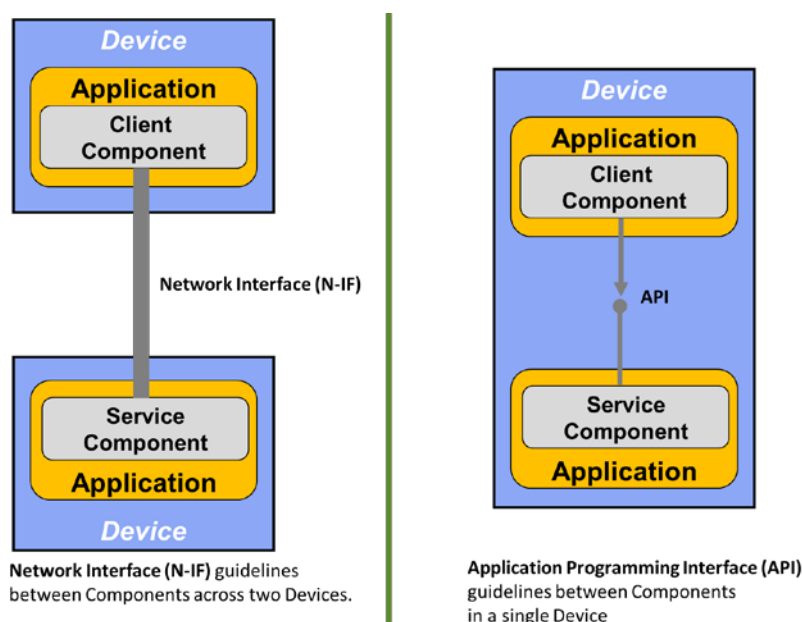 Device
Application
Client
Component
Network Interface (N-IF)
Service
Component
Application
Device
Network Interface (N-IF) guidelines
between Components across two Devices.
Device
Application
Client
Component
API
Service
Component
Application
Application Programming Interface (API)
guidelines between Components
in a single Device